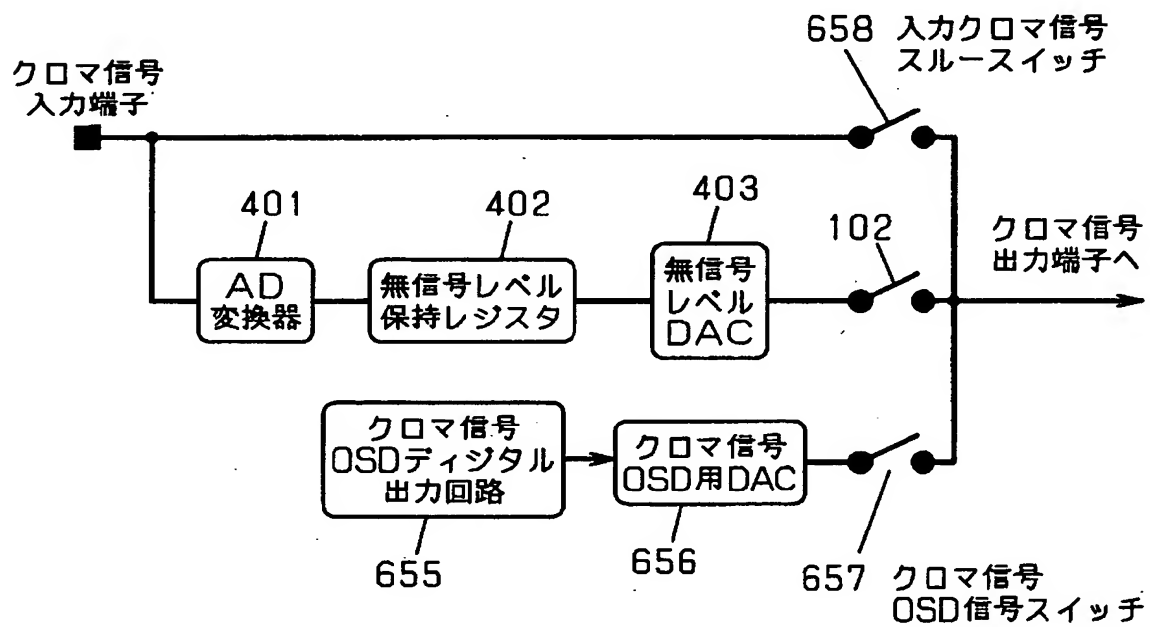 658 入力クロマ信号
スルースイッチ
クロマ信号
入力端子
401
402
403
102
クロマ信号
出力端子へ
AD
変換器
無信号レベル
保持レジスタ
無信号
レベル
DAC
クロマ信号
OSDディジタル
出力回路
クロマ信号
OSD用DAC
655
656
657 クロマ信号
OSD信号スイッチ